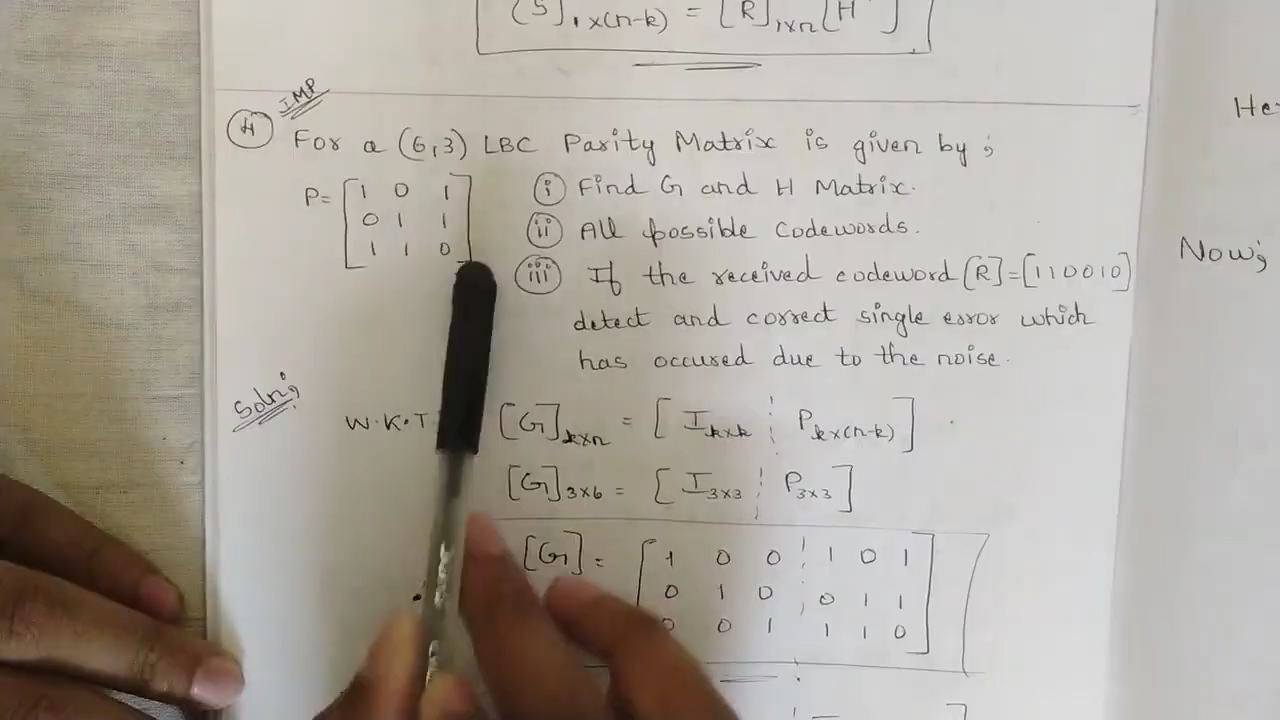 [S]1×(n-k) = [R]1×n [H ]
IMP
4 For a (6,3) LBC Parity Matrix is given by;
P= [1 0 1
0 1 1
1 1 0]
i Find G and H Matrix.
ii All possible Codewords.
iii If the received codeword [R]=[110010]
detect and correct single error which
has occured due to the noise.
Soln;
W.K.T [G]k×n = [ Ik×k ¦ Pk×(n-k) ]
[G]3×6 = [ I3×3 ¦ P3×3 ]
[G] = [1 0 0 ¦ 1 0 1
0 1 0 ¦ 0 1 1
0 0 1 1 1 0]
Now;